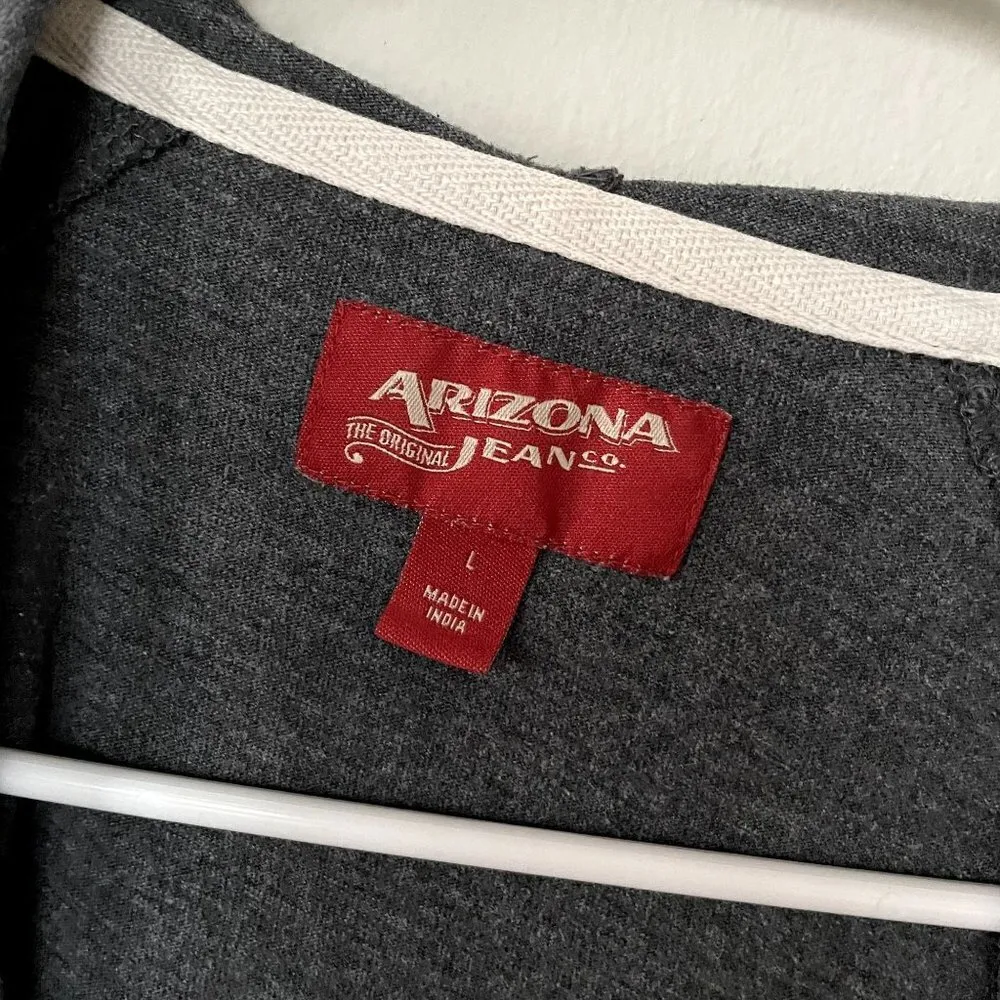 ARIZONA
THE ORIGINAL JEAN CO.
L
MADE IN
INDIA